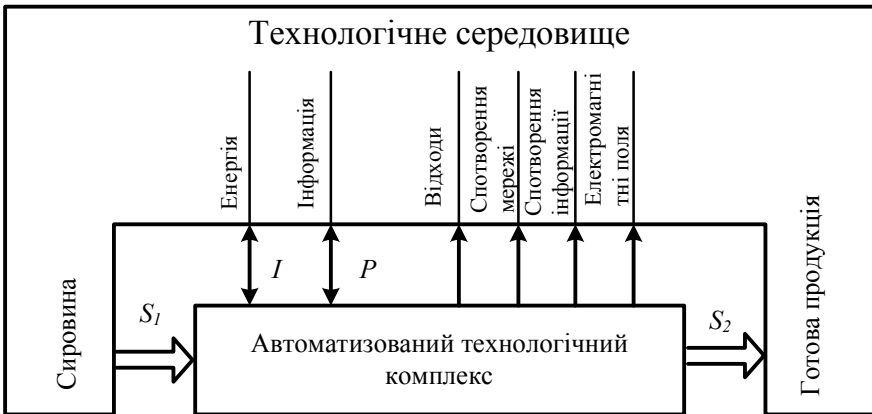 Технологічне середовище
Енергія
Інформація
Відходи
Спотворення
мережі
Спотворення
інформації
Електромагні
тні поля
I
P
Сировина
S1
Автоматизований технологічний
комплекс
S2
Готова продукція